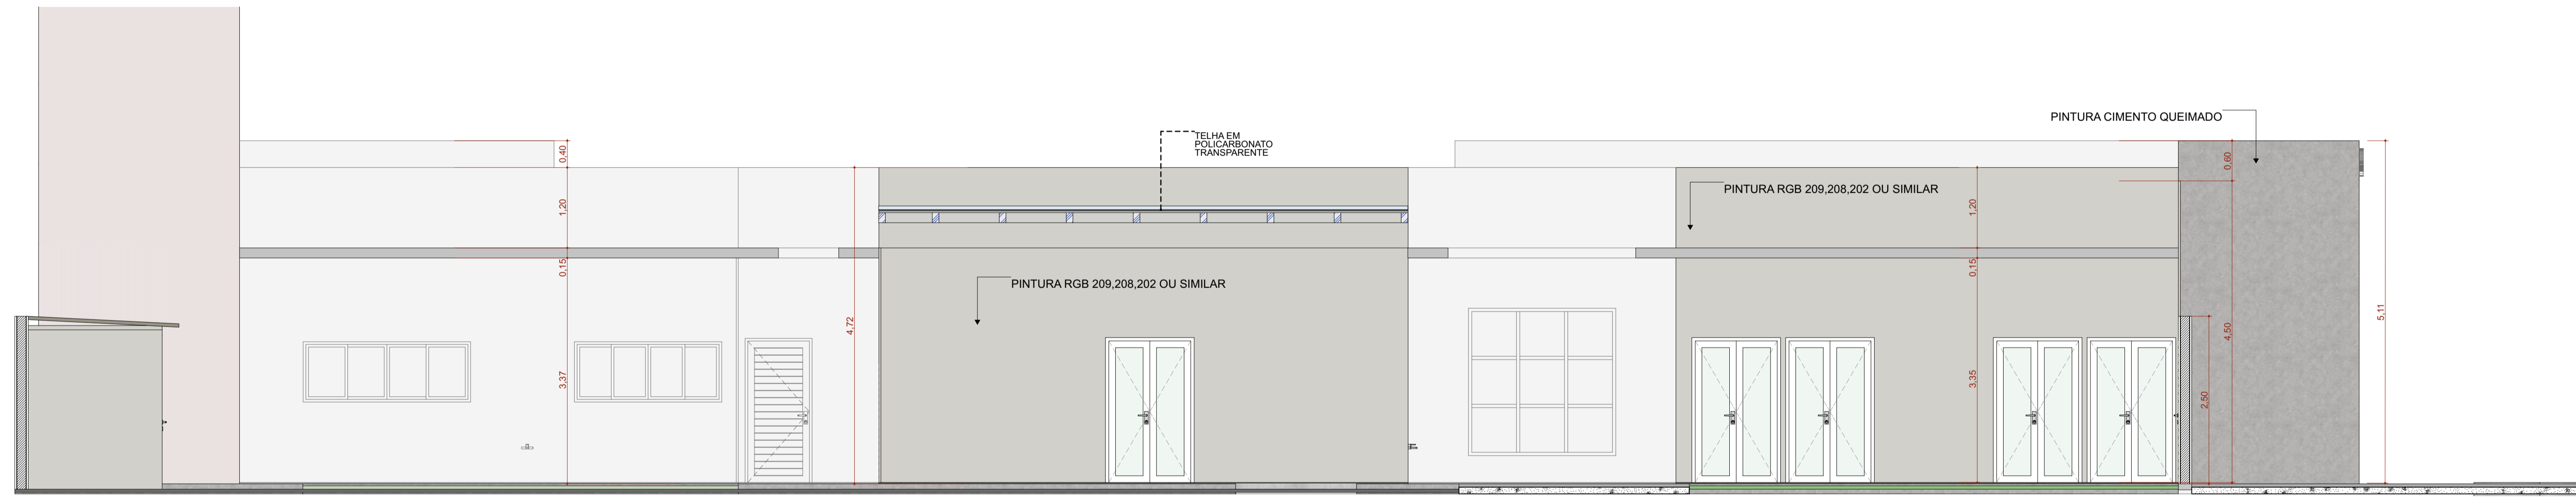 PINTURA CIMENTO QUEIMADO
TELHA EM
POLICARBONATO
TRANSPARENTE
0,40
0,60
PINTURA RGB 209,208,202 OU SIMILAR
1,20
1,20
0,15
0,15
PINTURA RGB 209,208,202 OU SIMILAR
5,11
4,72
4,50
3,37
3,35
2,50